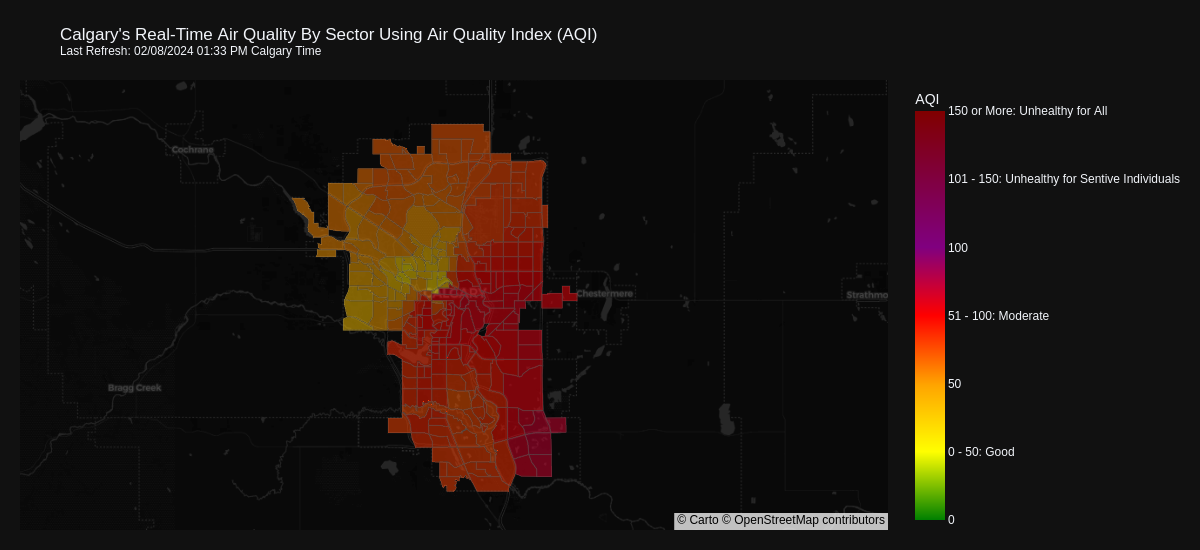 Calgary's Real-Time Air Quality By Sector Using Air Quality Index (AQI)
Last Refresh: 02/08/2024 01:33 PM Calgary Time
AQI
150 or More: Unhealthy for All
Cochrane
101 - 150: Unhealthy for Sentive Individuals
100
CALGARY
Chestermere
Strathmo
51 - 100: Moderate
50
Bragg Creek
0 - 50: Good
0
© Carto © OpenStreetMap contributors